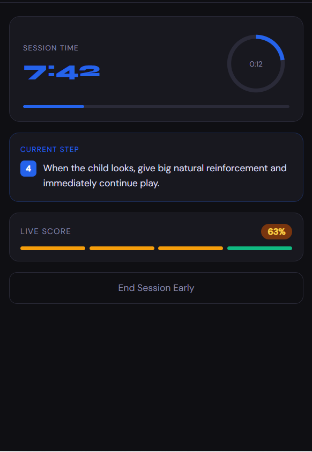 SESSION TIME
7:42
0:12
CURRENT STEP
4
When the child looks, give big natural reinforcement and
immediately continue play.
LIVE SCORE
63%
End Session Early